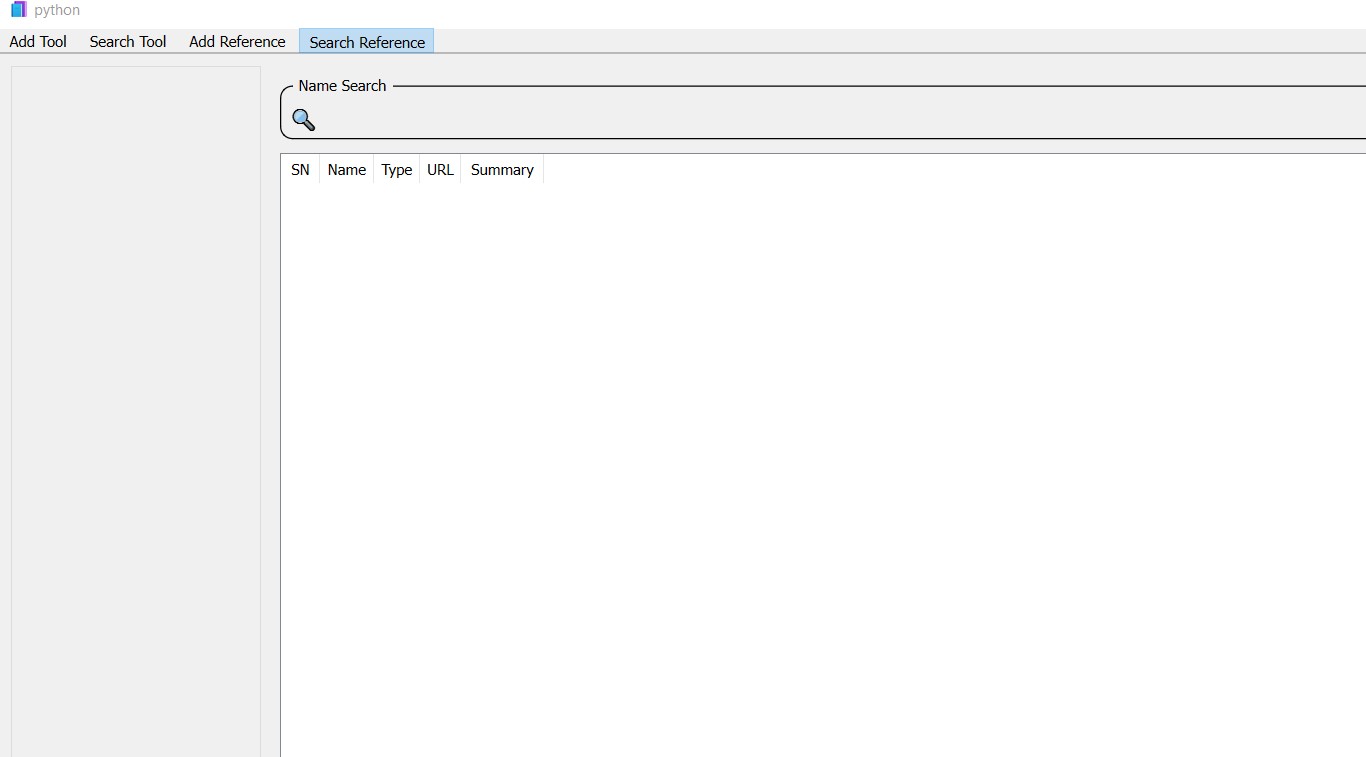 python
Add Tool Search Tool Add Reference Search Reference
Name Search
SN Name Type URL Summary